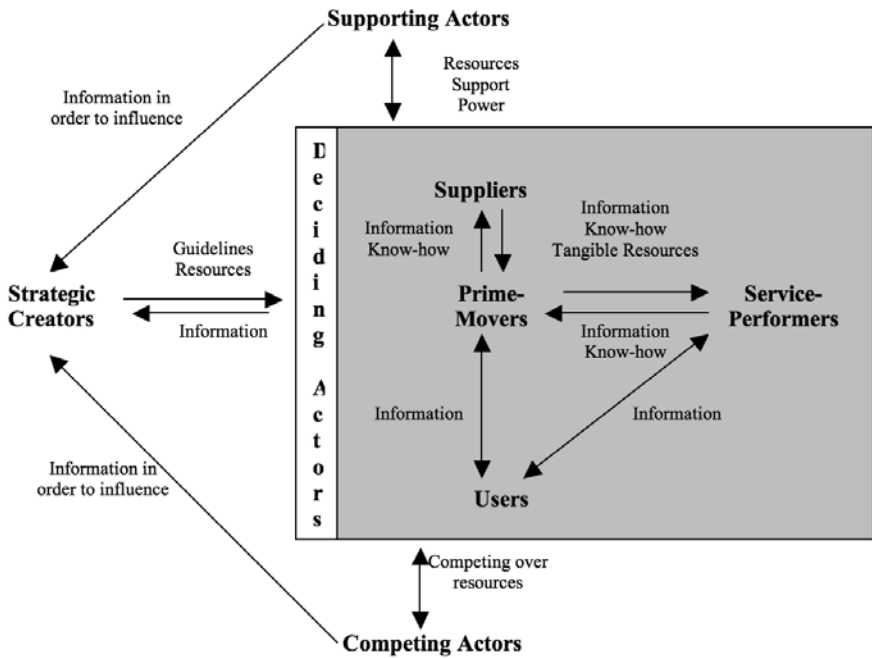 Supporting Actors
Resources
Support
Power
Information in
order to influence
Deciding Actors
Suppliers
Information
Know-how
Information
Know-how
Tangible Resources
Guidelines
Resources
Strategic
Creators
Information
Prime-
Movers
Service-
Performers
Information
Know-how
Information
Information
Information in
order to influence
Users
Competing over
resources
Competing Actors